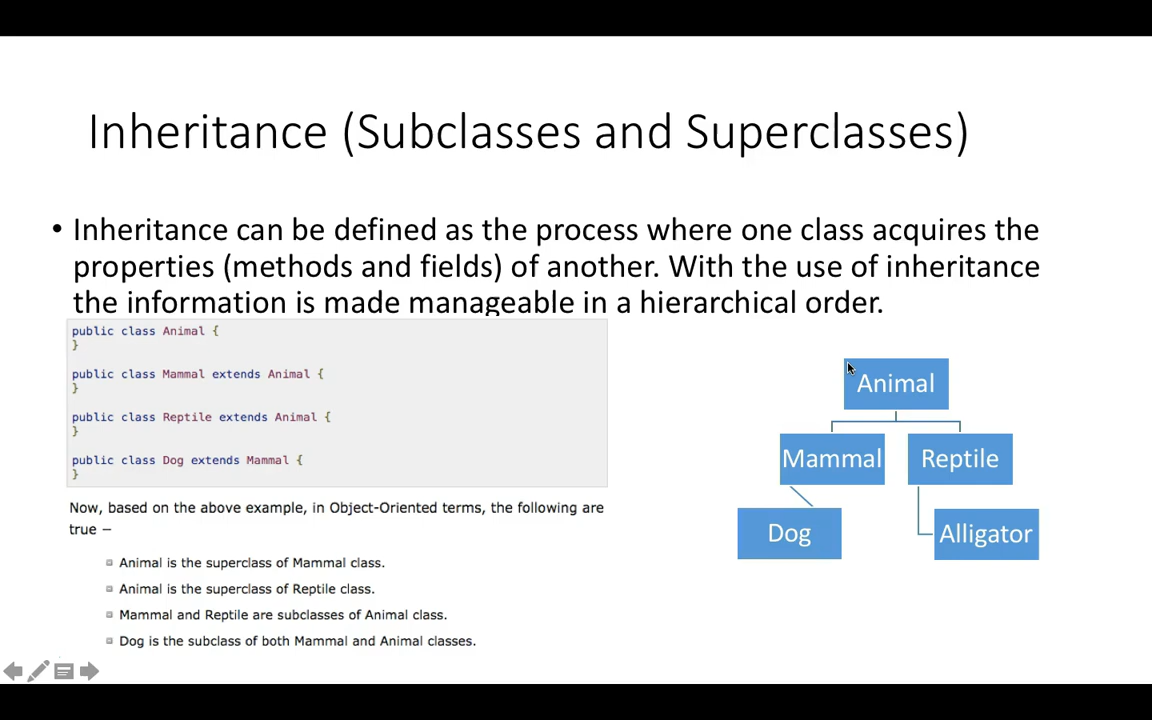 Inheritance (Subclasses and Superclasses)
• Inheritance can be defined as the process where one class acquires the
properties (methods and fields) of another. With the use of inheritance
the information is made manageable in a hierarchical order.
public class Animal {
}
public class Mammal extends Animal {
}
public class Reptile extends Animal {
}
public class Dog extends Mammal {
}
Now, based on the above example, in Object-Oriented terms, the following are
true −
Animal is the superclass of Mammal class.
Animal is the superclass of Reptile class.
Mammal and Reptile are subclasses of Animal class.
Dog is the subclass of both Mammal and Animal classes.
Animal
Mammal
Reptile
Dog
Alligator